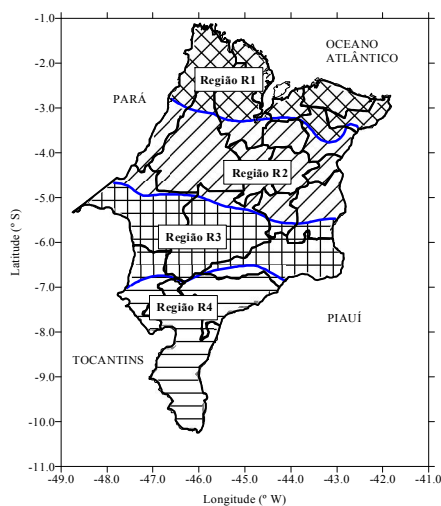 -1.0
-2.0
-3.0
-4.0
-5.0
-6.0
-7.0
-8.0
-9.0
-10.0
-11.0
Latitude (º S)
OCEANO
ATLÂNTICO
Região R1
PARÁ
Região R2
Região R3
Região R4
PIAUÍ
TOCANTINS
-49.0 -48.0 -47.0 -46.0 -45.0 -44.0 -43.0 -42.0 -41.0
Longitude (º W)